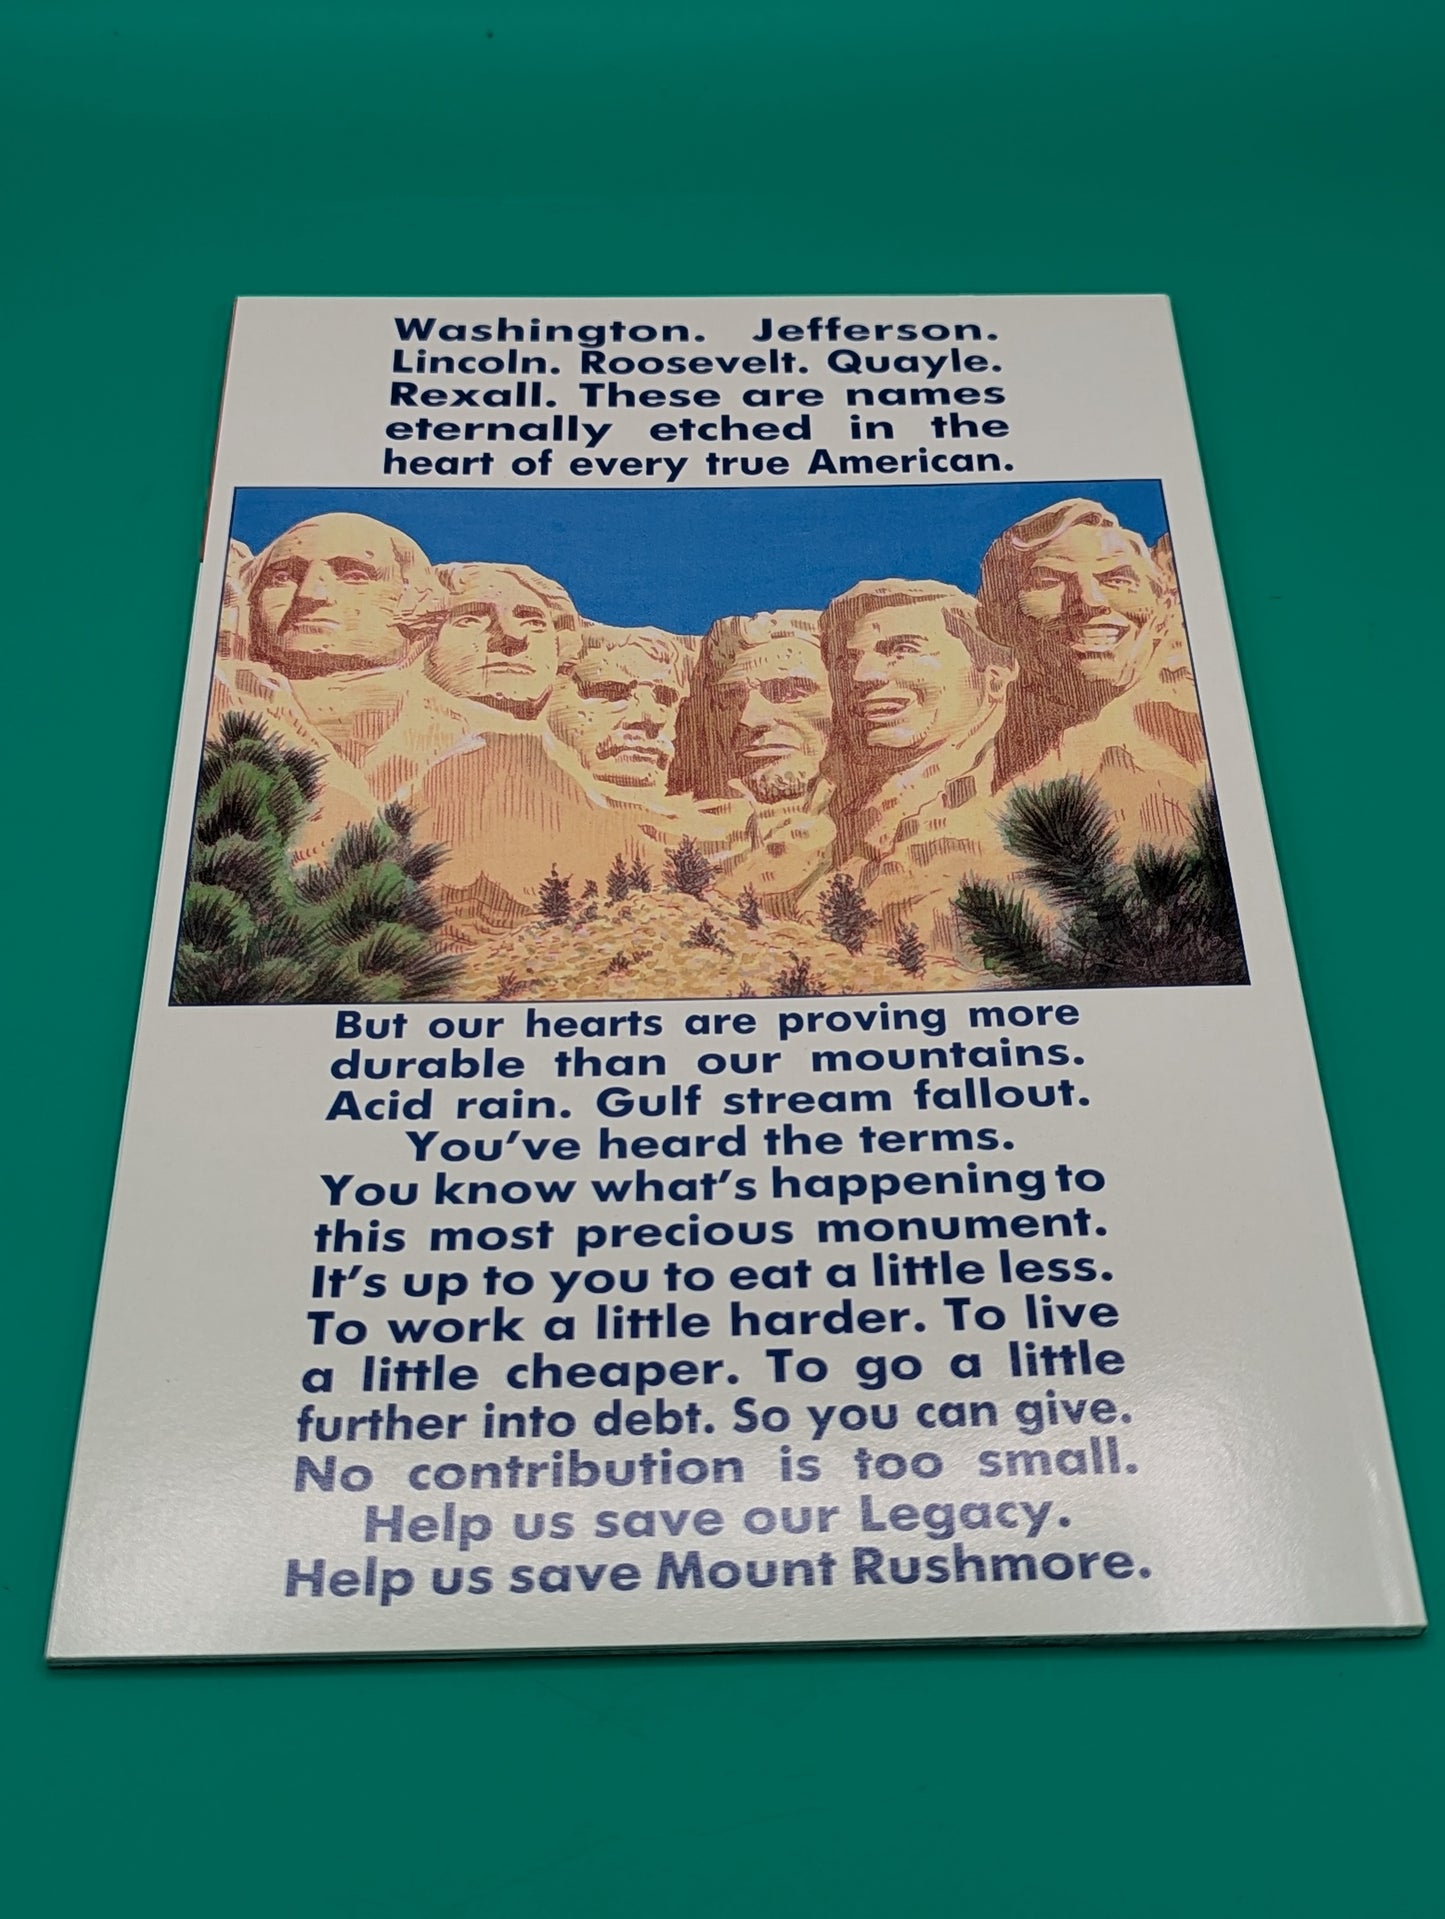 Washington. Jefferson.
Lincoln. Roosevelt. Quayle.
Rexall. These are names
eternally etched in the
heart of every true American.
But our hearts are proving more
durable than our mountains.
Acid rain. Gulf stream fallout.
You've heard the terms.
You know what's happening to
this most precious monument.
It's up to you to eat a little less.
To work a little harder. To live
a little cheaper. To go a little
further into debt. So you can give.
No contribution is too small.
Help us save our Legacy.
Help us save Mount Rushmore.